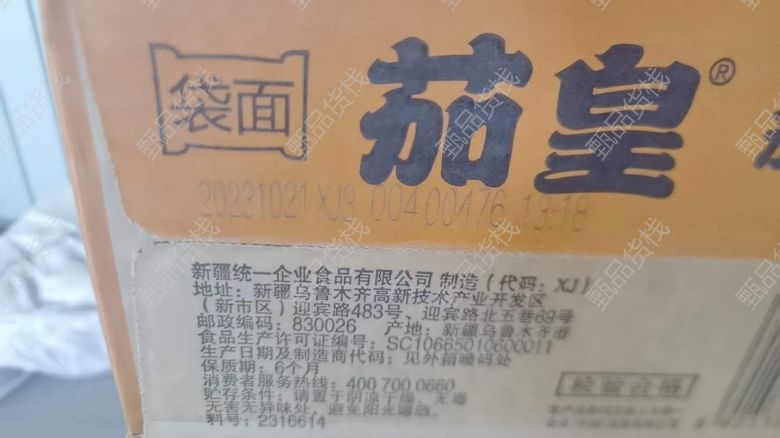 袋面
茄皇®
20231021 XJ3 00400476 13:18
新疆统一企业食品有限公司 制造（代码：XJ）
地址：新疆乌鲁木齐高新技术产业开发区
（新市区）迎宾路483号、迎宾路北五巷69号
邮政编码：830026 产地：新疆乌鲁木齐市
食品生产许可证编号：SC10665010600011
生产日期及制造商代码：见外箱喷码处
保质期：6个月
消费者服务热线：400 700 0660
贮存条件：请置于阴凉干燥、无毒
无害无异味处，避免阳光曝晒。
料号：2316614
检验合格
甄品货栈